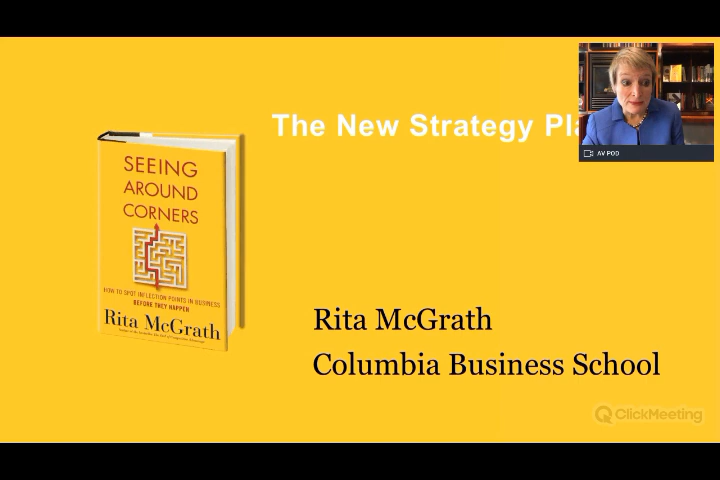 The New Strategy Pla
AV POD
SEEING
AROUND
CORNERS
HOW TO SPOT INFLECTION POINTS IN BUSINESS
BEFORE THEY HAPPEN
Rita McGrath
Rita McGrath
Columbia Business School
ClickMeeting